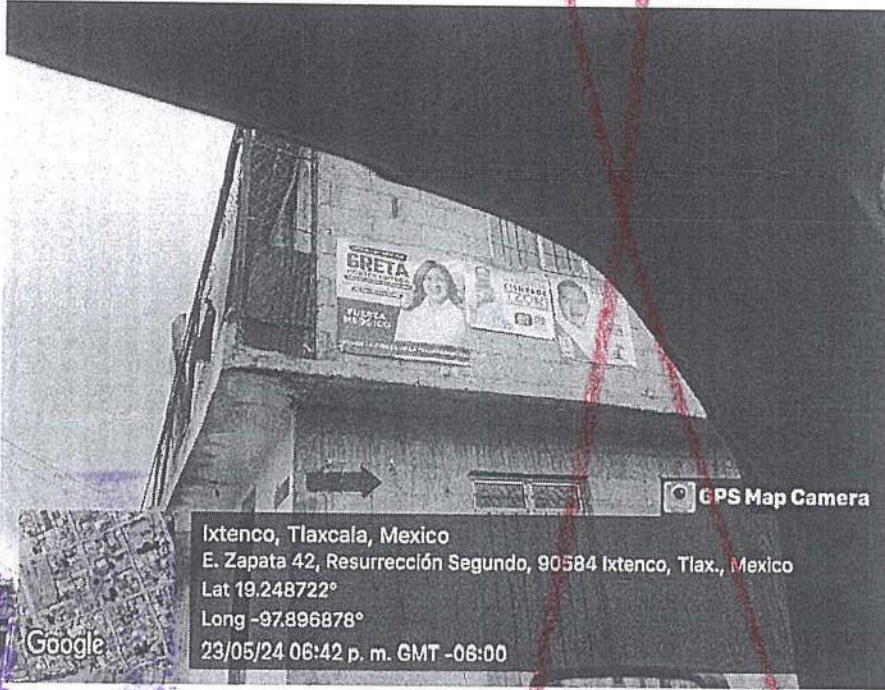 GRETA
FUERZA
MÉXICO
GPS Map Camera
Ixtenco, Tlaxcala, Mexico
E. Zapata 42, Resurrección Segundo, 90584 Ixtenco, Tlax., Mexico
Lat 19.248722°
Long -97.896878°
23/05/24 06:42 p. m. GMT -06:00
Google